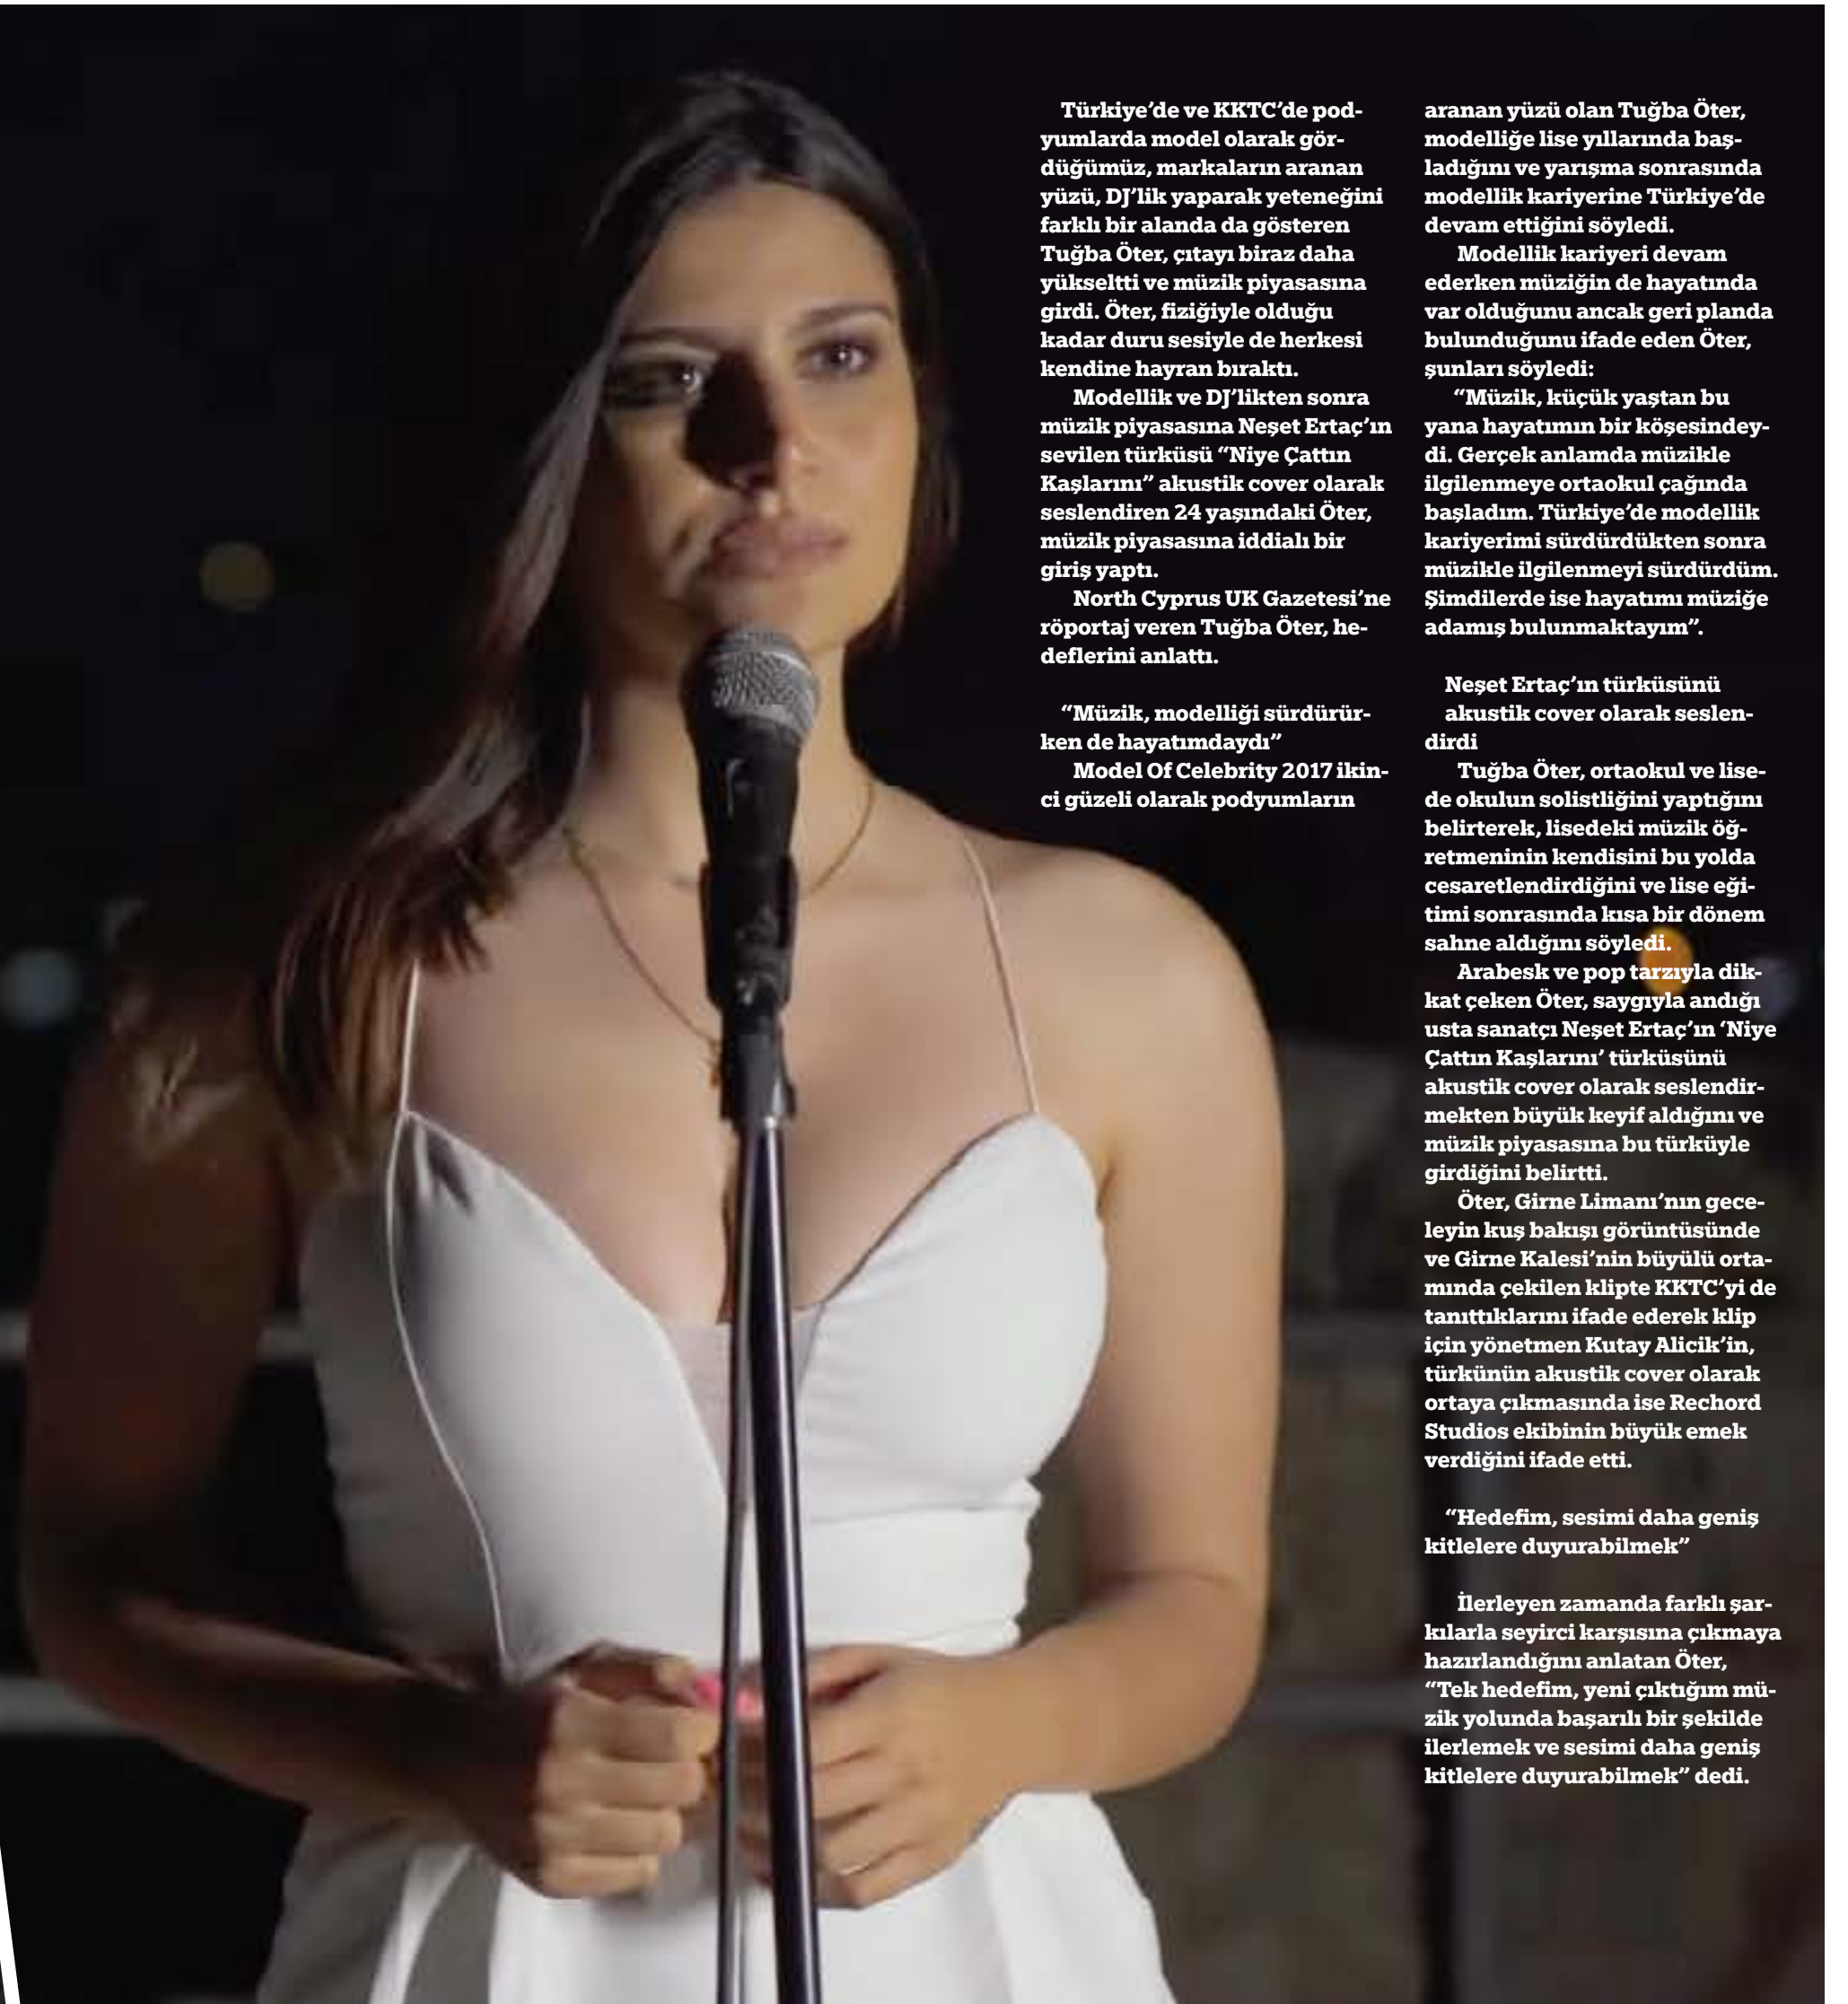 Türkiye’de ve KKTC’de pod-
yumlarda model olarak gör-
düğümüz, markaların aranan
yüzü, DJ’lik yaparak yeteneğini
farklı bir alanda da gösteren
Tuğba Öter, çıtayı biraz daha
yükseltti ve müzik piyasasına
girdi. Öter, fiziğiyle olduğu
kadar duru sesiyle de herkesi
kendine hayran bıraktı.
Modellik ve DJ’likten sonra
müzik piyasasına Neşet Ertaç’ın
sevilen türküsü “Niye Çattın
Kaşlarını” akustik cover olarak
seslendiren 24 yaşındaki Öter,
müzik piyasasına iddialı bir
giriş yaptı.
North Cyprus UK Gazetesi’ne
röportaj veren Tuğba Öter, he-
deflerini anlattı.
“Müzik, modelliği sürdürür-
ken de hayatımdaydı”
Model Of Celebrity 2017 ikin-
ci güzeli olarak podyumların
aranan yüzü olan Tuğba Öter,
modelliğe lise yıllarında baş-
ladığını ve yarışma sonrasında
modellik kariyerine Türkiye’de
devam ettiğini söyledi.
Modellik kariyeri devam
ederken müziğin de hayatında
var olduğunu ancak geri planda
bulunduğunu ifade eden Öter,
şunları söyledi:
“Müzik, küçük yaştan bu
yana hayatımın bir köşesindey-
di. Gerçek anlamda müzikle
ilgilenmeye ortaokul çağında
başladım. Türkiye’de modellik
kariyerimi sürdürdükten sonra
müzikle ilgilenmeyi sürdürdüm.
Şimdilerde ise hayatımı müziğe
adamış bulunmaktayım”.
Neşet Ertaç’ın türküsünü
akustik cover olarak seslen-
dirdi
Tuğba Öter, ortaokul ve lise-
de okulun solistliğini yaptığını
belirterek, lisedeki müzik öğ-
retmeninin kendisini bu yolda
cesaretlendirdiğini ve lise eği-
timi sonrasında kısa bir dönem
sahne aldığını söyledi.
Arabesk ve pop tarzıyla dik-
kat çeken Öter, saygıyla andığı
usta sanatçı Neşet Ertaç’ın ‘Niye
Çattın Kaşlarını’ türküsünü
akustik cover olarak seslendir-
mekten büyük keyif aldığını ve
müzik piyasasına bu türküyle
girdiğini belirtti.
Öter, Girne Limanı’nın gece-
leyin kuş bakışı görüntüsünde
ve Girne Kalesi’nin büyülü orta-
mında çekilen klipte KKTC’yi de
tanıttıklarını ifade ederek klip
için yönetmen Kutay Alicik’in,
türkünün akustik cover olarak
ortaya çıkmasında ise Rechord
Studios ekibinin büyük emek
verdiğini ifade etti.
“Hedefim, sesimi daha geniş
kitlelere duyurabilmek”
İlerleyen zamanda farklı şar-
kılarla seyirci karşısına çıkmaya
hazırlandığını anlatan Öter,
“Tek hedefim, yeni çıktığım mü-
zik yolunda başarılı bir şekilde
ilerlemek ve sesimi daha geniş
kitlelere duyurabilmek” dedi.